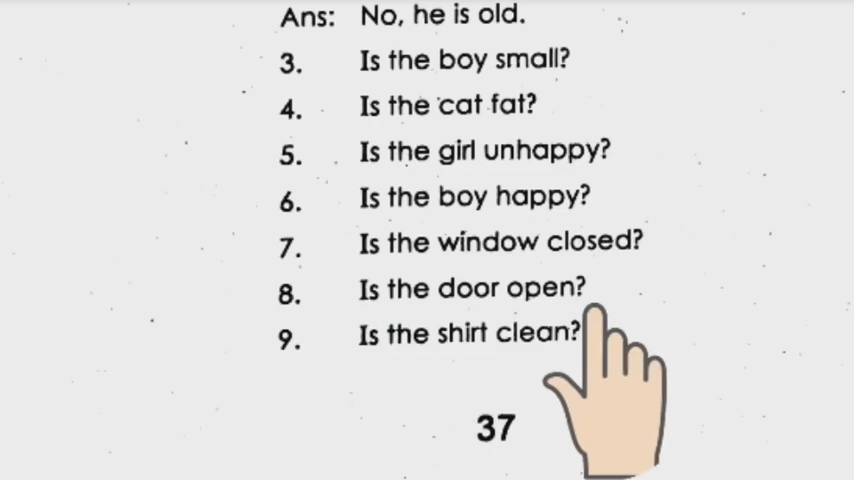 Ans: No, he is old.
3. Is the boy small?
4. Is the cat fat?
5. Is the girl unhappy?
6. Is the boy happy?
7. Is the window closed?
8. Is the door open?
9. Is the shirt clean?
37